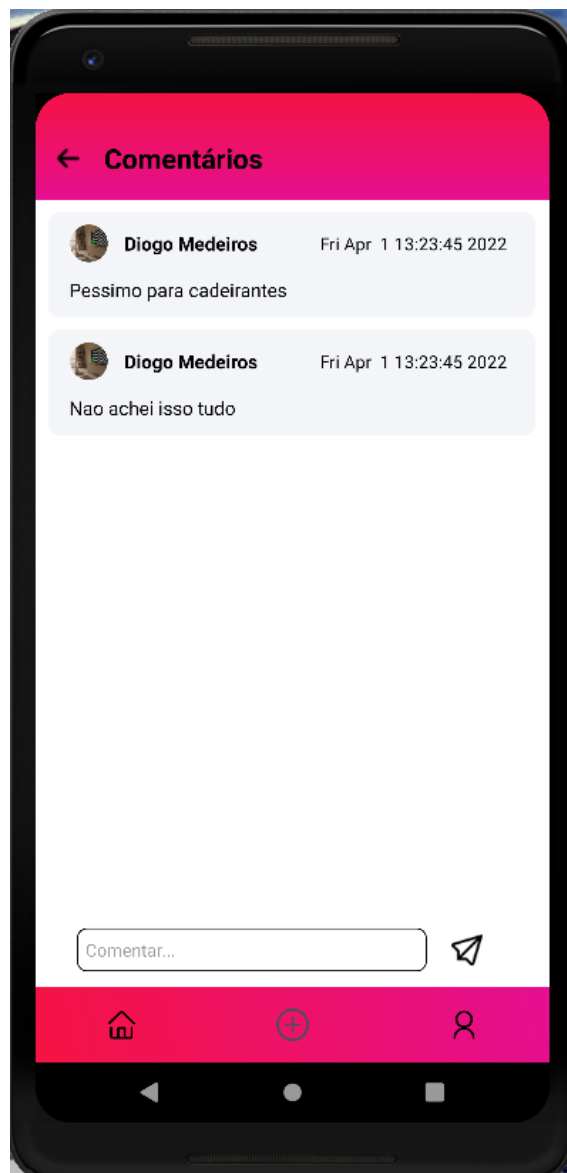 Comentários
Diogo Medeiros Fri Apr 1 13:23:45 2022
Pessimo para cadeirantes
Diogo Medeiros Fri Apr 1 13:23:45 2022
Nao achei isso tudo
Comentar...